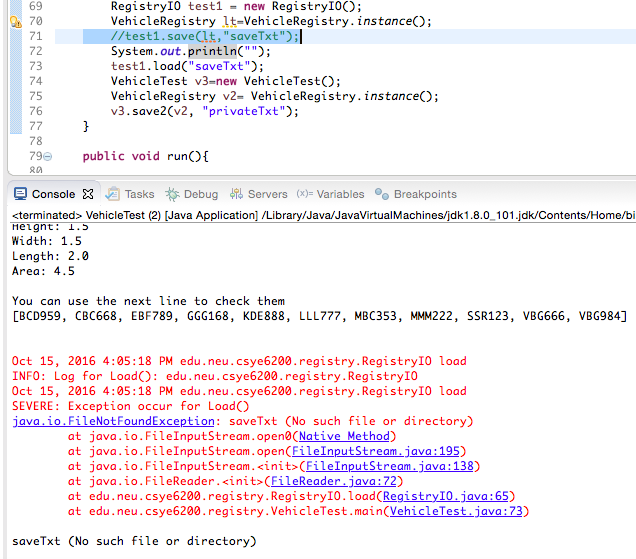 69 RegistryIO test1 = new RegistryIO();
70 VehicleRegistry lt=VehicleRegistry.instance();
71 //test1.save(lt,"saveTxt");
72 System.out.println("");
73 test1.load("saveTxt");
74 VehicleTest v3=new VehicleTest();
75 VehicleRegistry v2= VehicleRegistry.instance();
76 v3.save2(v2, "privateTxt");
77 }
78
79 public void run(){
80
Console Tasks Debug Servers (x)= Variables Breakpoints
<terminated> VehicleTest (2) [Java Application] /Library/Java/JavaVirtualMachines/jdk1.8.0_101.jdk/Contents/Home/bi
Height: 1.5
Width: 1.5
Length: 2.0
Area: 4.5
You can use the next line to check them
[BCD959, CBC668, EBF789, GGG168, KDE888, LLL777, MBC353, MMM222, SSR123, VBG666, VBG984]
Oct 15, 2016 4:05:18 PM edu.neu.csye6200.registry.RegistryIO load
INFO: Log for Load(): edu.neu.csye6200.registry.RegistryIO
Oct 15, 2016 4:05:18 PM edu.neu.csye6200.registry.RegistryIO load
SEVERE: Exception occur for Load()
java.io.FileNotFoundException: saveTxt (No such file or directory)
at java.io.FileInputStream.open0(Native Method)
at java.io.FileInputStream.open(FileInputStream.java:195)
at java.io.FileInputStream.<init>(FileInputStream.java:138)
at java.io.FileReader.<init>(FileReader.java:72)
at edu.neu.csye6200.registry.RegistryIO.load(RegistryIO.java:65)
at edu.neu.csye6200.registry.VehicleTest.main(VehicleTest.java:73)
saveTxt (No such file or directory)